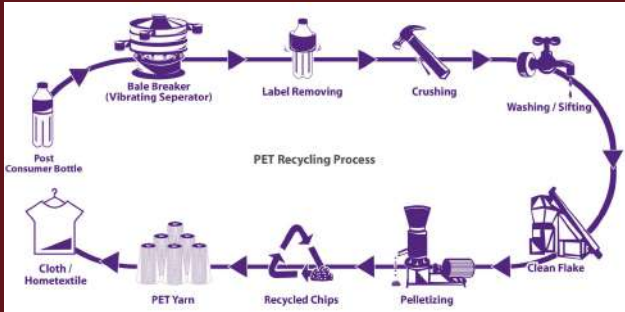 Bale Breaker
(Vibrating Seperator)
Label Removing
Crushing
Washing / Sifting
Post
Consumer Bottle
PET Recycling Process
Clean Flake
Pelletizing
Recycled Chips
PET Yarn
Cloth /
Hometextile